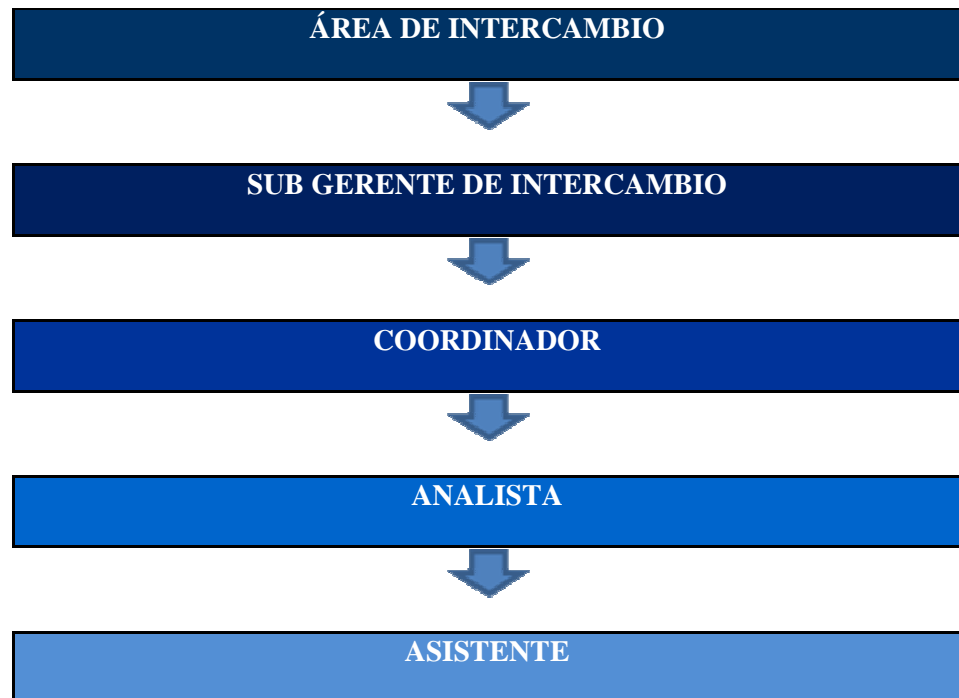 ÁREA DE INTERCAMBIO
SUB GERENTE DE INTERCAMBIO
COORDINADOR
ANALISTA
ASISTENTE